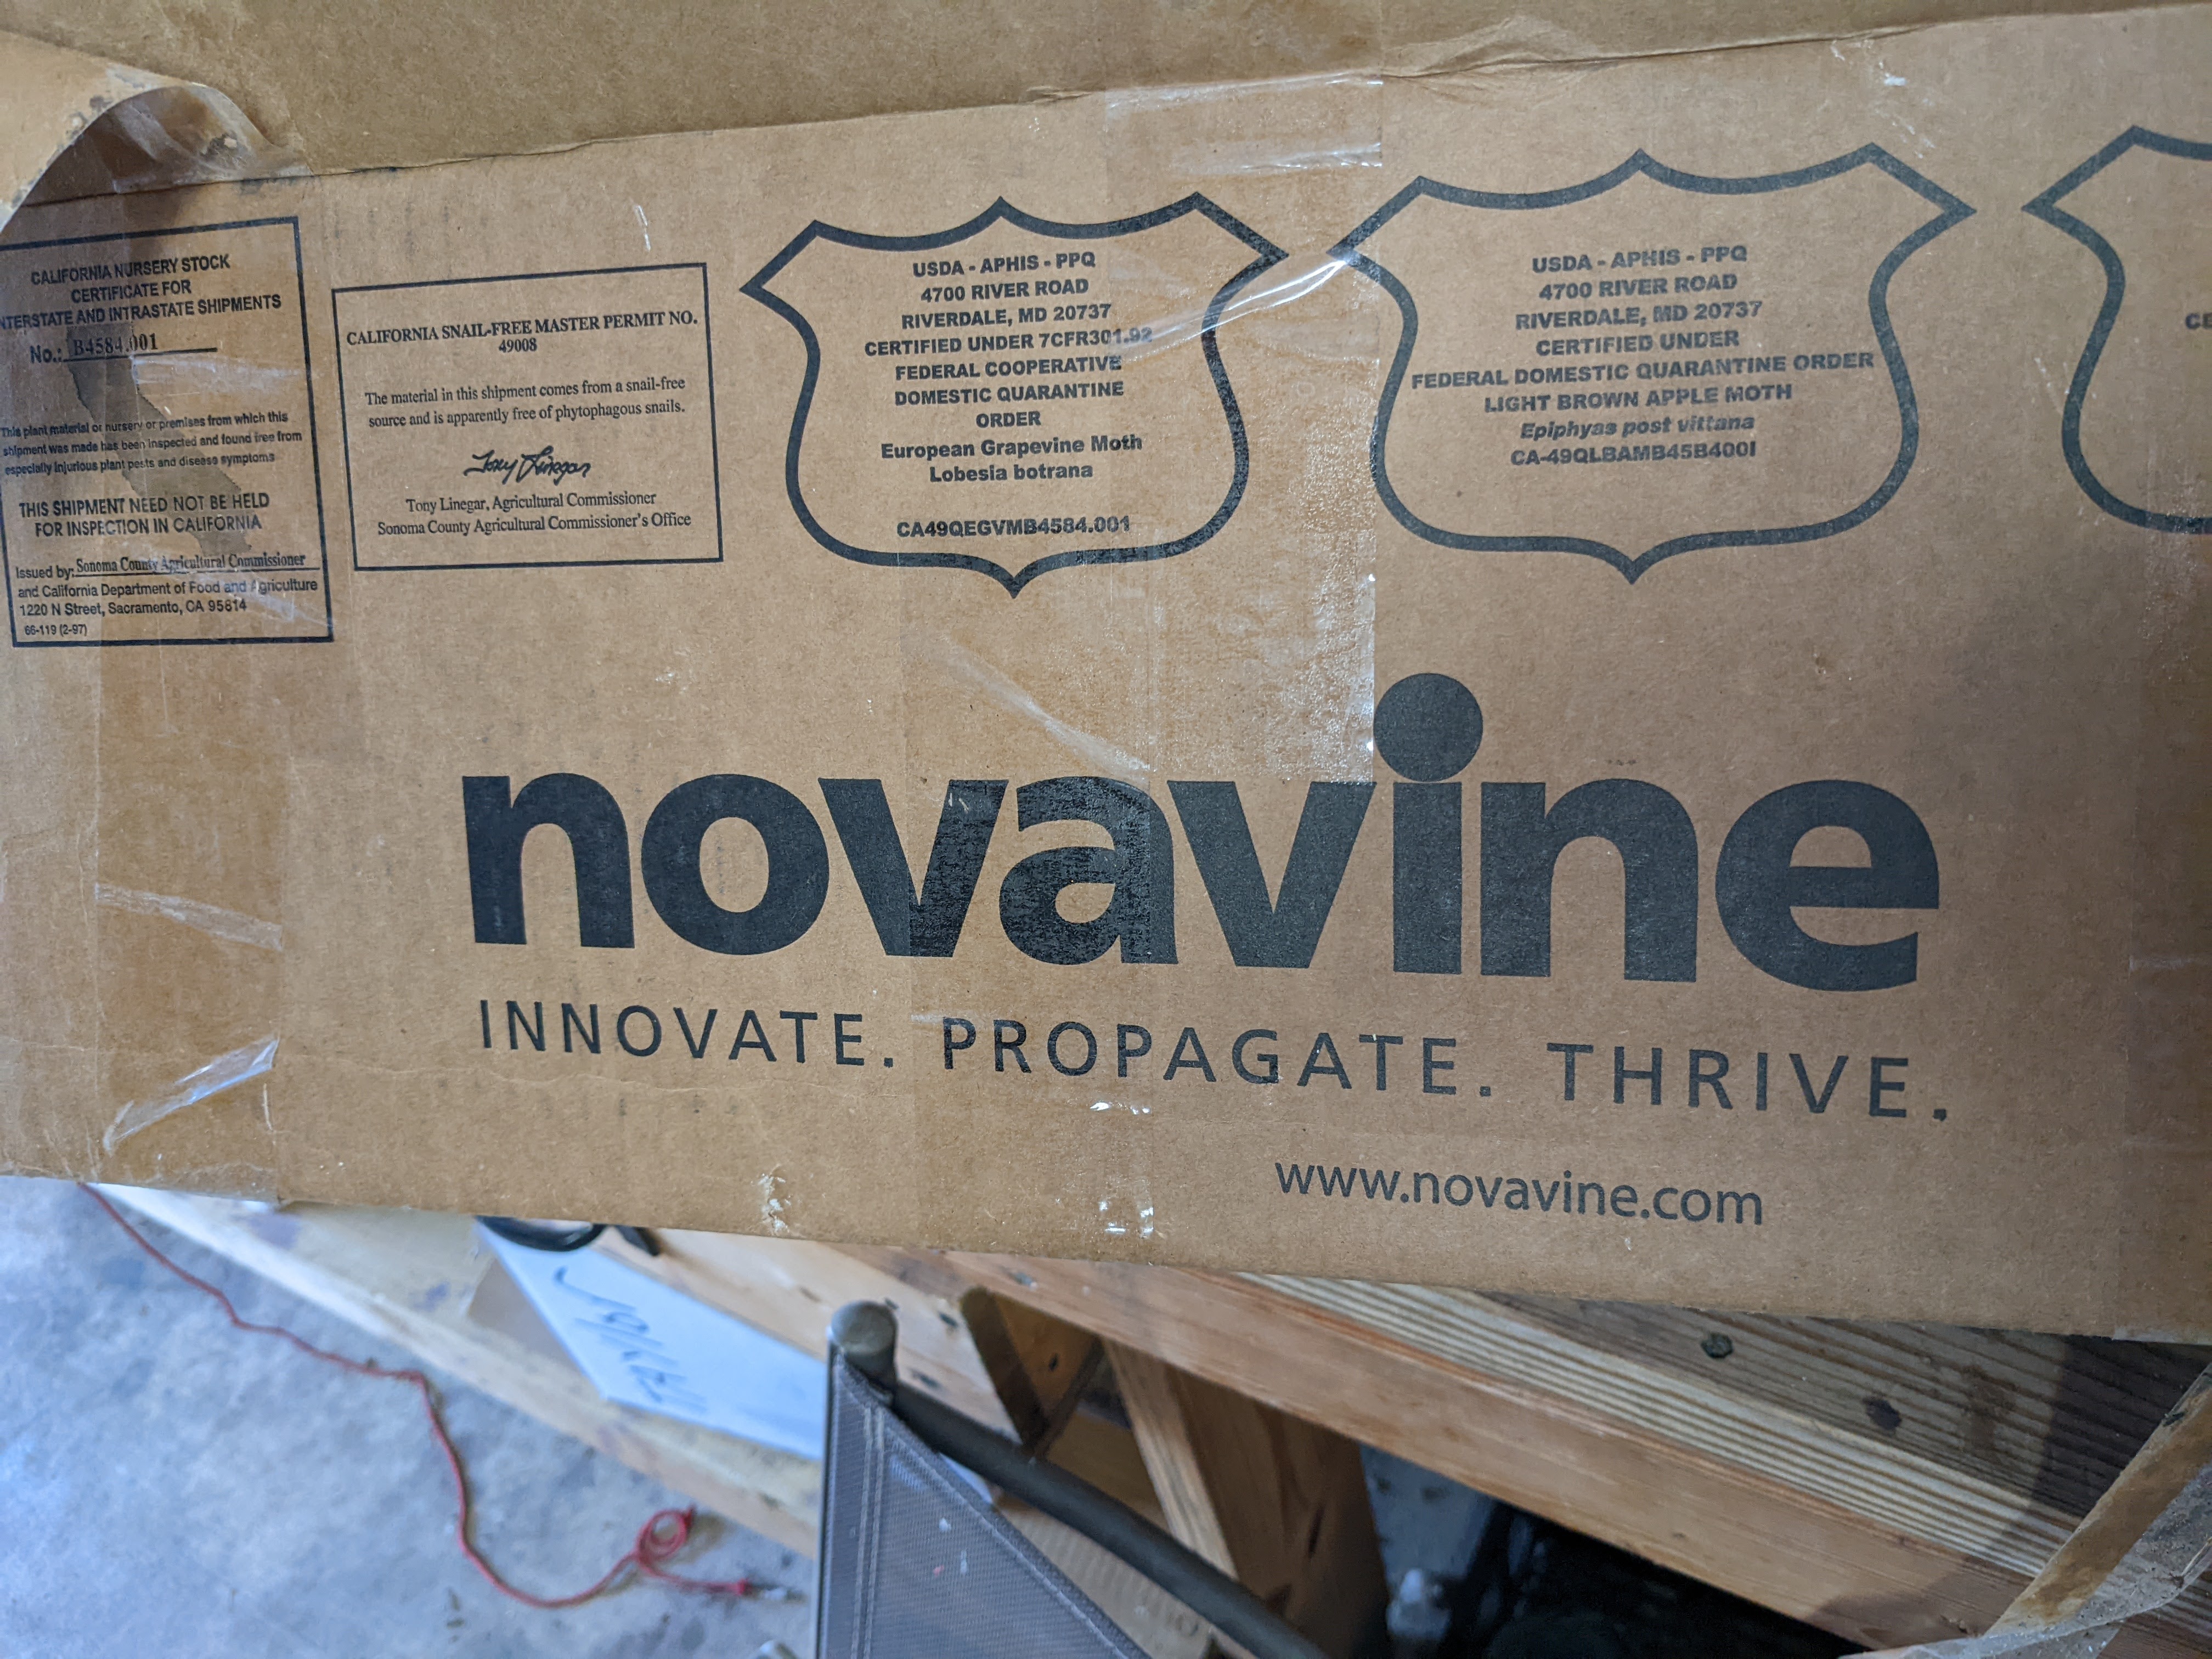 CALIFORNIA NURSERY STOCK
CERTIFICATE FOR
NTERSTATE AND INTRASTATE SHIPMENTS
No.: B4584.001
This plant material or nursery or premises from which this
shipment was made has been inspected and found free from
especially injurious plant pests and disease symptoms
THIS SHIPMENT NEED NOT BE HELD
FOR INSPECTION IN CALIFORNIA
Issued by: Sonoma County Agricultural Commissioner
and California Department of Food and Agriculture
1220 N Street, Sacramento, CA 95814
66-119 (2-97)
CALIFORNIA SNAIL-FREE MASTER PERMIT NO.
49008
The material in this shipment comes from a snail-free
source and is apparently free of phytophagous snails.
Tony Linegar
Tony Linegar, Agricultural Commissioner
Sonoma County Agricultural Commissioner's Office
USDA - APHIS - PPQ
4700 RIVER ROAD
RIVERDALE, MD 20737
CERTIFIED UNDER 7CFR301.92
FEDERAL COOPERATIVE
DOMESTIC QUARANTINE
ORDER
European Grapevine Moth
Lobesia botrana
CA49QEGVMB4584.001
USDA - APHIS - PPQ
4700 RIVER ROAD
RIVERDALE, MD 20737
CERTIFIED UNDER
FEDERAL DOMESTIC QUARANTINE ORDER
LIGHT BROWN APPLE MOTH
Epiphyas post vittana
CA-49QLBAMB45B400I
CE
novavine
INNOVATE. PROPAGATE. THRIVE.
www.novavine.com